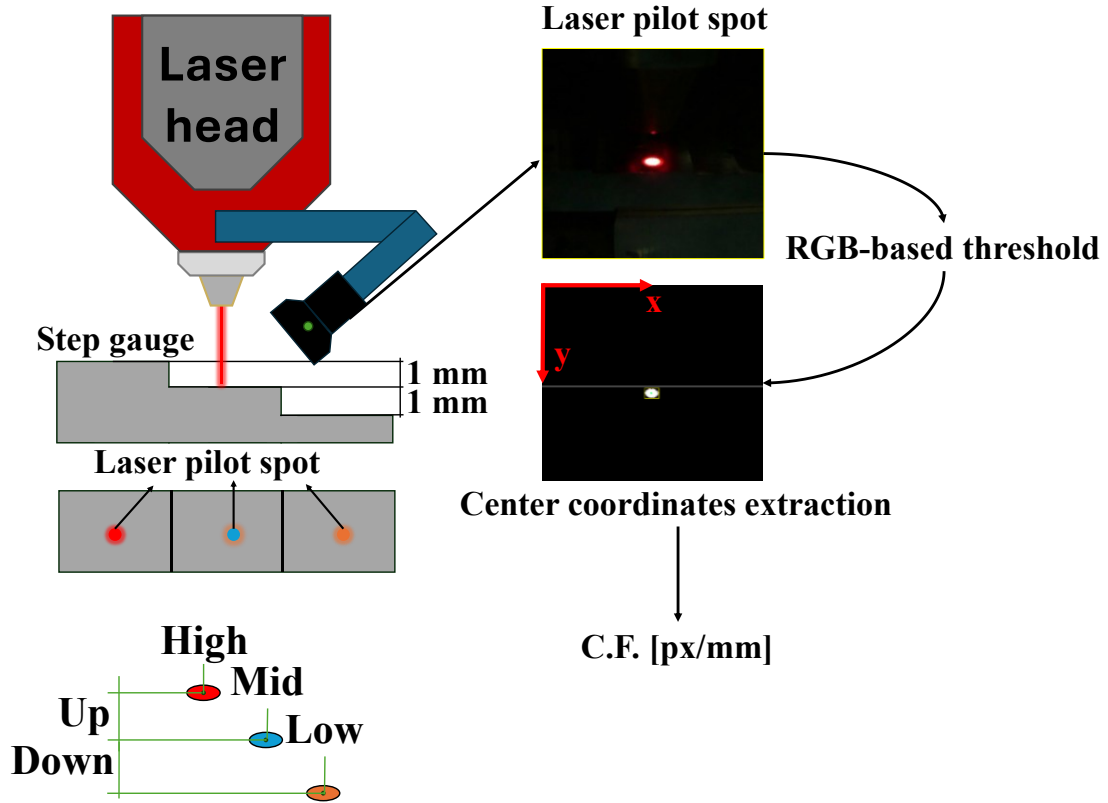 Laser pilot spot
Laser
head
RGB-based threshold
x
y
Step gauge
1 mm
1 mm
Laser pilot spot
Center coordinates extraction
C.F. [px/mm]
High
Mid
Up
Low
Down